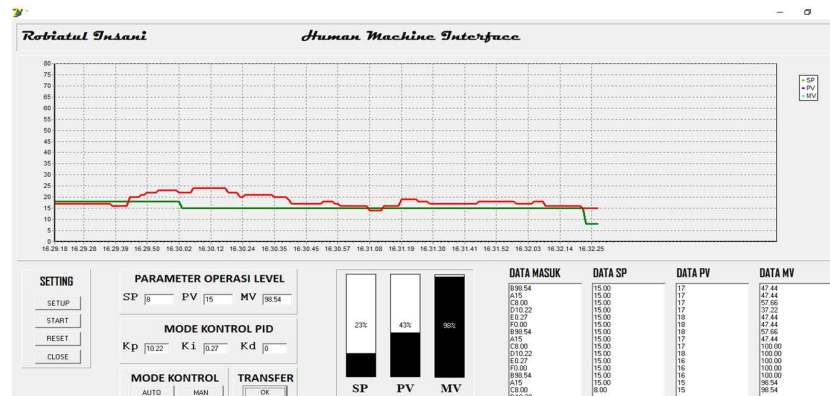 Robiatul Insani Human Machine Interface
80
75
70
65
60
55
50
45
40
35
30
25
20
15
10
5
0
SP
PV
MV
16.29.18 16.29.28 16.29.39 16.29.50 16.30.02 16.30.12 16.30.24 16.30.35 16.30.45 16.30.57 16.31.08 16.31.19 16.31.30 16.31.41 16.31.52 16.32.03 16.32.14 16.32.25
SETTING
SETUP
START
RESET
CLOSE
PARAMETER OPERASI LEVEL
SP 8 PV 15 MV 98.54
MODE KONTROL PID
Kp 10.22 Ki 0.27 Kd 0
MODE KONTROL TRANSFER
AUTO MAN OK
23% 43% 98%
SP PV MV
DATA MASUK DATA SP DATA PV DATA MV
B98.54 15.00 17 47.44
A15 15.00 17 47.44
C8.00 15.00 17 57.66
D10.22 15.00 17 37.22
E0.27 15.00 18 47.44
F0.00 15.00 18 47.44
B98.54 15.00 18 57.66
A15 15.00 17 47.44
C8.00 15.00 17 100.00
D10.22 15.00 16 100.00
E0.27 15.00 16 100.00
F0.00 15.00 16 100.00
B98.54 15.00 16 100.00
A15 15.00 15 98.54
C8.00 8.00 15 98.54